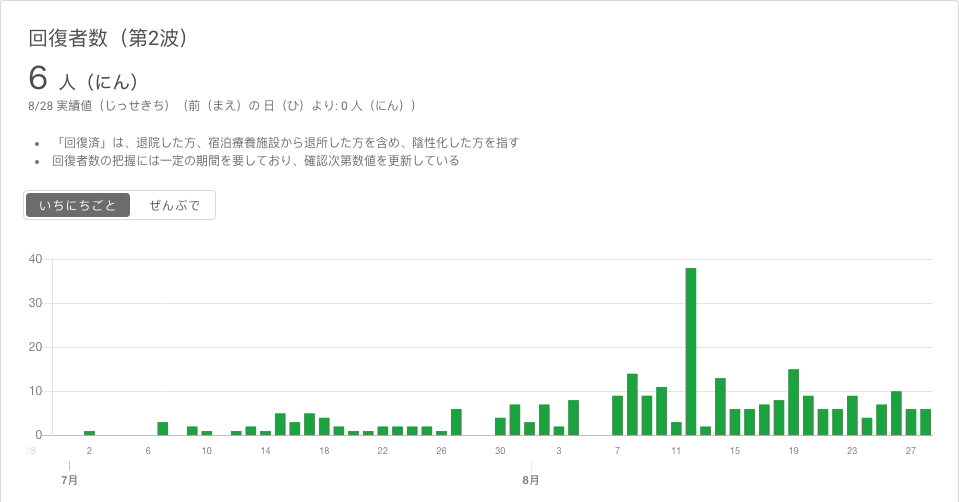 回復者数（第2波）
6 人（にん）
8/28 実績値（じっせきち）（前（まえ）の 日（ひ）より: 0 人（にん））
• 「回復済」は、退院した方、宿泊療養施設から退所した方を含め、陰性化した方を指す
• 回復者数の把握には一定の期間を要しており、確認次第数値を更新している
いちにちごと ぜんぶで
40
30
20
10
0
28 2 6 10 14 18 22 26 30 3 7 11 15 19 23 27
7月 8月